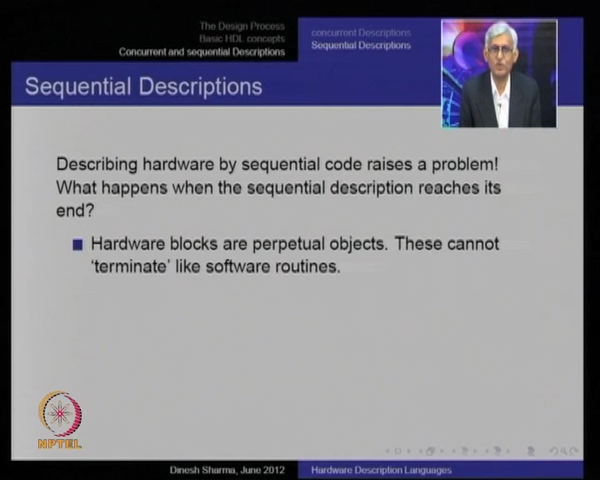 The Design Process
Basic HDL concepts
Concurrent and sequential Descriptions
concurrent Descriptions
Sequential Descriptions
Sequential Descriptions
Describing hardware by sequential code raises a problem!
What happens when the sequential description reaches its
end?
Hardware blocks are perpetual objects. These cannot
‘terminate’ like software routines.
NPTEL
Dinesh Sharma, June 2012
Hardware Description Languages